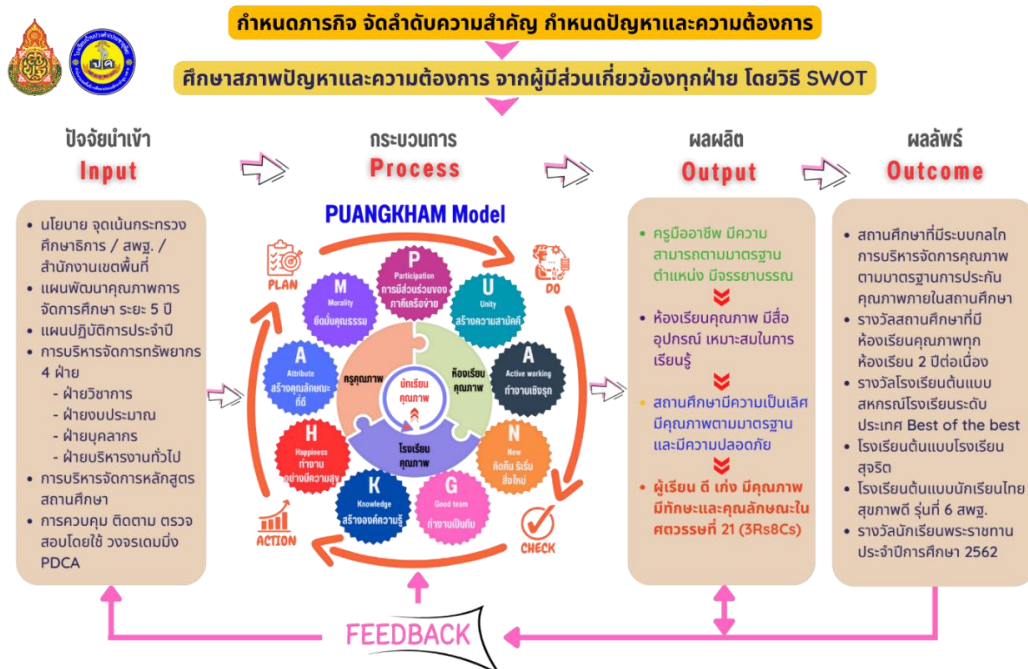 กำหนดภารกิจ จัดลำดับความสำคัญ กำหนดปัญหาและความต้องการ
ศึกษาสภาพปัญหาและความต้องการ จากผู้มีส่วนเกี่ยวข้องทุกฝ่าย โดยวิธี SWOT
ปัจจัยนำเข้า
Input
• นโยบาย จุดเน้นกระทรวง
ศึกษาธิการ / สพฐ. /
สำนักงานเขตพื้นที่
• แผนพัฒนาคุณภาพการ
จัดการศึกษา ระยะ 5 ปี
• แผนปฏิบัติการประจำปี
• การบริหารจัดการทรัพยากร
4 ฝ่าย
- ฝ่ายวิชาการ
- ฝ่ายงบประมาณ
- ฝ่ายบุคลากร
- ฝ่ายบริหารงานทั่วไป
• การบริหารจัดการหลักสูตร
สถานศึกษา
• การควบคุม ติดตาม ตรวจ
สอบโดยใช้ วงจรเดมมิ่ง
PDCA
กระบวนการ
Process
PUANGKHAM Model
PLAN
DO
CHECK
ACTION
P
Participation
การมีส่วนร่วมของ
ภาคีเครือข่าย
U
Unity
สร้างความสามัคคี
A
Active working
ทำงานเชิงรุก
N
New
คิดค้น ริเริ่ม
สิ่งใหม่
G
Good team
ทำงานเป็นทีม
K
Knowledge
สร้างองค์ความรู้
H
Happiness
ทำงาน
อย่างมีความสุข
A
Attribute
สร้างคุณลักษณะ
ที่ดี
M
Morality
ยึดมั่นคุณธรรม
ครูคุณภาพ
ห้องเรียน
คุณภาพ
นักเรียน
คุณภาพ
โรงเรียน
คุณภาพ
ผลผลิต
Output
• ครูมืออาชีพ มีความ
สามารถตามมาตรฐาน
ตำแหน่ง มีจรรยาบรรณ
• ห้องเรียนคุณภาพ มีสื่อ
อุปกรณ์ เหมาะสมในการ
เรียนรู้
• สถานศึกษามีความเป็นเลิศ
มีคุณภาพตามมาตรฐาน
และมีความปลอดภัย
• ผู้เรียน ดี เก่ง มีคุณภาพ
มีทักษะและคุณลักษณะใน
ศตวรรษที่ 21 (3Rs8Cs)
ผลลัพธ์
Outcome
• สถานศึกษาที่มีระบบกลไก
การบริหารจัดการคุณภาพ
ตามมาตรฐานการประกัน
คุณภาพภายในสถานศึกษา
• รางวัลสถานศึกษาที่มี
ห้องเรียนคุณภาพทุก
ห้องเรียน 2 ปีต่อเนื่อง
• รางวัลโรงเรียนต้นแบบ
สหกรณ์โรงเรียนระดับ
ประเทศ Best of the best
• โรงเรียนต้นแบบโรงเรียน
สุจริต
• โรงเรียนต้นแบบนักเรียนไทย
สุขภาพดี รุ่นที่ 6 สพฐ.
• รางวัลนักเรียนพระราชทาน
ประจำปีการศึกษา 2562
FEEDBACK